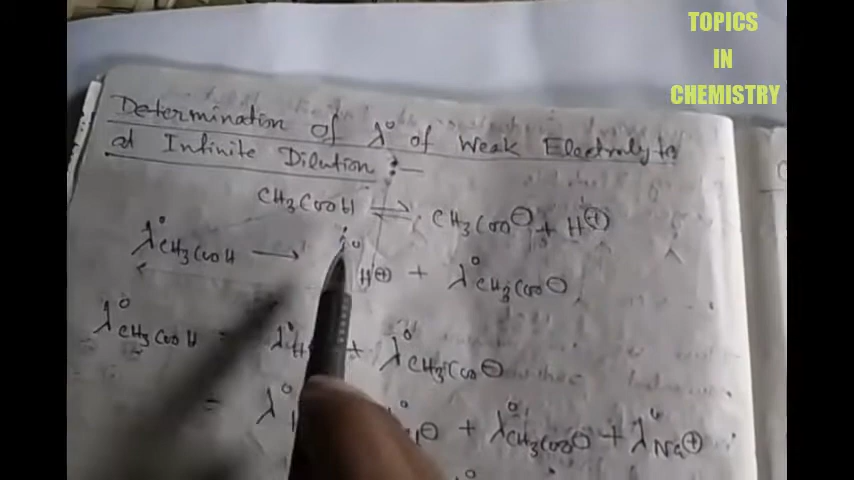 TOPICS
IN
CHEMISTRY
Determination of λ° of Weak Electrolyte
at Infinite Dilution :-
CH3COOH ⇌ CH3COO⊖ + H⊕
λ°CH3COOH ⟶ λ° H⊕ + λ°CH3COO⊖
λ°CH3COOH = λ°H + λ°CH3COO⊖
= λ° + λ°CH3COO⊖ + λ°Na⊕